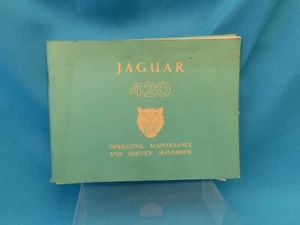 JAGUAR
420
OPERATING, MAINTENANCE
AND SERVICE HANDBOOK